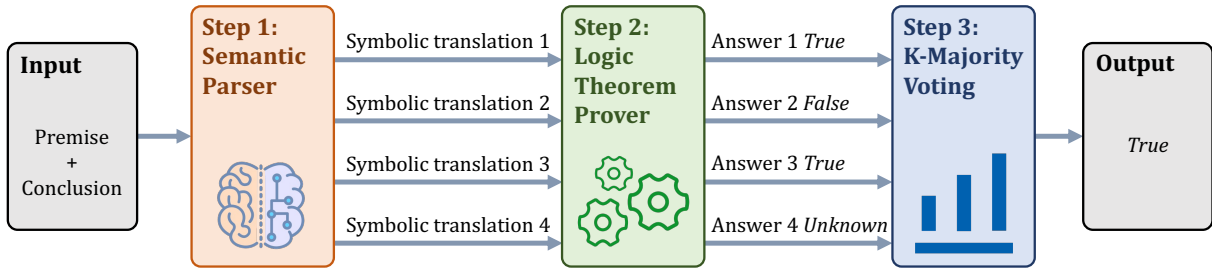 Input
Premise
+
Conclusion
Step 1:
Semantic
Parser
Symbolic translation 1
Symbolic translation 2
Symbolic translation 3
Symbolic translation 4
Step 2:
Logic
Theorem
Prover
Answer 1 True
Answer 2 False
Answer 3 True
Answer 4 Unknown
Step 3:
K-Majority
Voting
Output
True